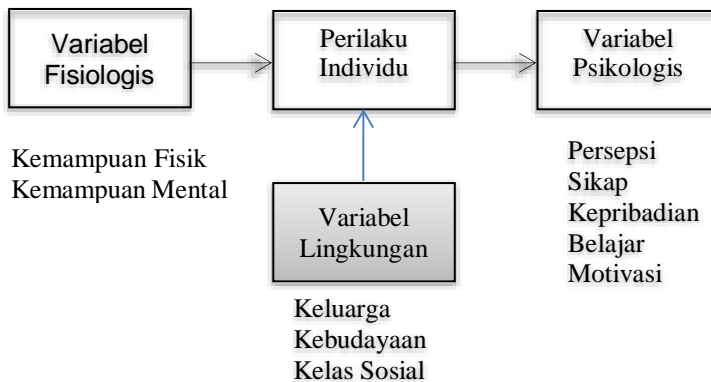 Variabel
Fisiologis
Perilaku
Individu
Variabel
Psikologis
Kemampuan Fisik
Kemampuan Mental
Variabel
Lingkungan
Persepsi
Sikap
Kepribadian
Belajar
Motivasi
Keluarga
Kebudayaan
Kelas Sosial